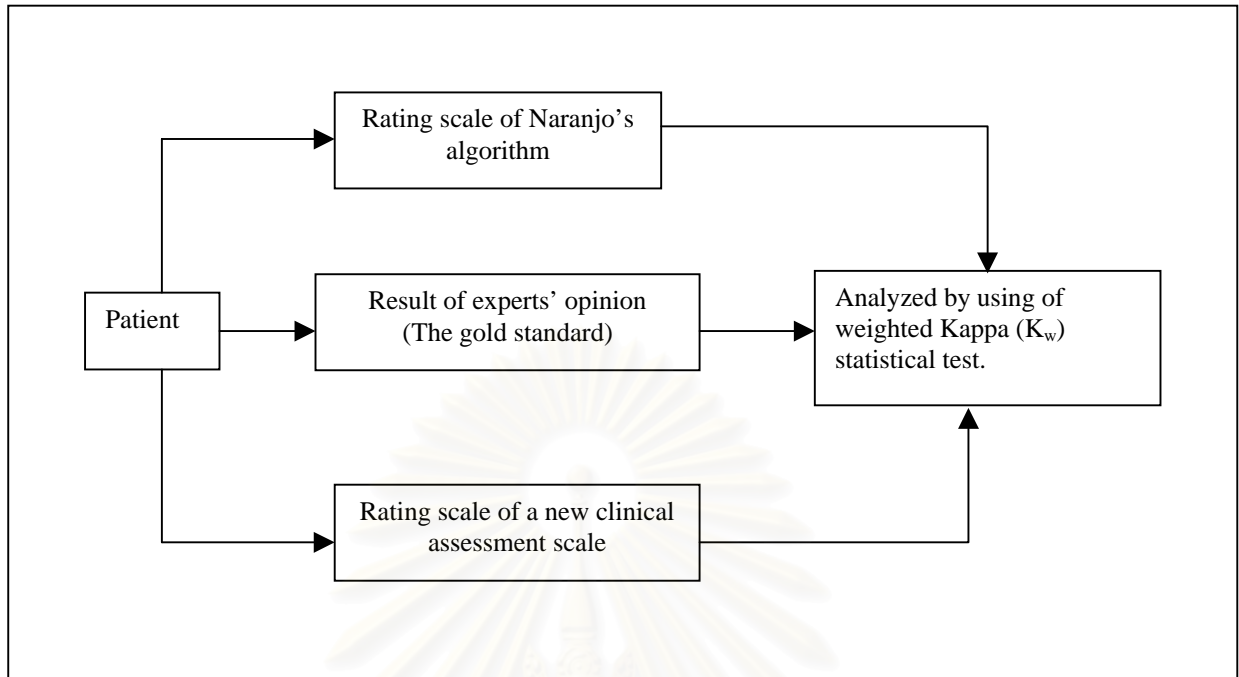 Rating scale of Naranjo’s
algorithm
Patient
Result of experts’ opinion
(The gold standard)
Analyzed by using of
weighted Kappa (Kw)
statistical test.
Rating scale of a new clinical
assessment scale